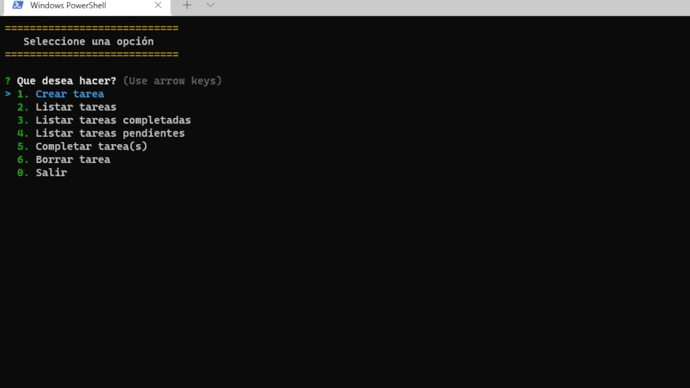 Windows PowerShell
===========================
Seleccione una opción
===========================
? Que desea hacer? (Use arrow keys)
> 1. Crear tarea
2. Listar tareas
3. Listar tareas completadas
4. Listar tareas pendientes
5. Completar tarea(s)
6. Borrar tarea
0. Salir